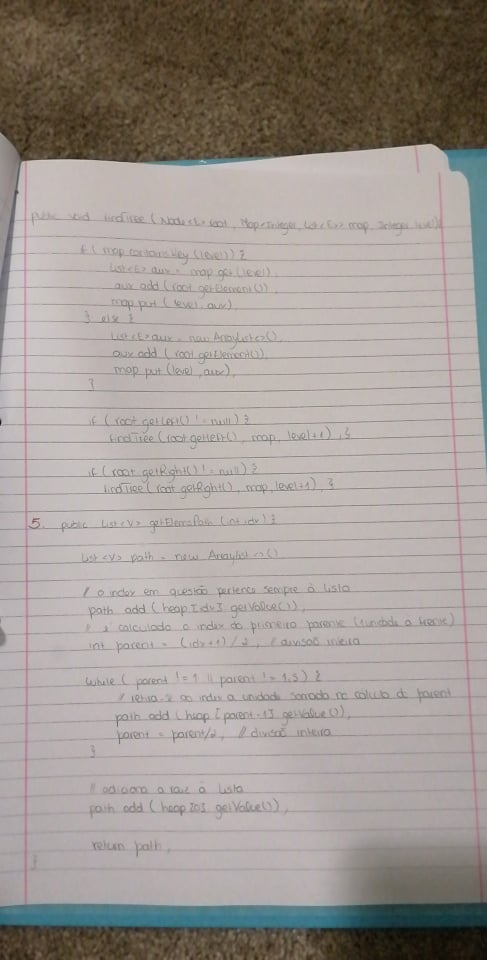 public void findTree (Node<E> root, Map<Integer, List<E>> map, Integer level){
if (map.containsKey (level)) {
List<E> aux = map.get (level);
aux.add (root.getElement());
map.put (level, aux);
} else {
List<E> aux = new ArrayList<>();
aux.add (root.getElement());
map.put (level, aux);
}
if (root.getLeft() != null) {
findTree (root.getLeft(), map, level+1); }
if (root.getRight() != null) {
findTree (root.getRight(), map, level+1); }
5. public List<V> getElemsPath (int idx) {
List <V> path = new ArrayList<>();
// o index em questão pertence sempre à lista
path.add (heap[idx].getValue());
// é calculado o index do primeiro parente (1 unidade à frente)
int parent = (idx+1)/2; // divisão inteira
while (parent != 1 || parent != 1,5) {
// retira-se ao index a unidade somada no calculo do parent
path.add (heap [parent-1].getValue());
parent = parent/2; // divisão inteira
}
// adiciona a raiz à lista
path.add (heap[0].getValue());
return path;
}